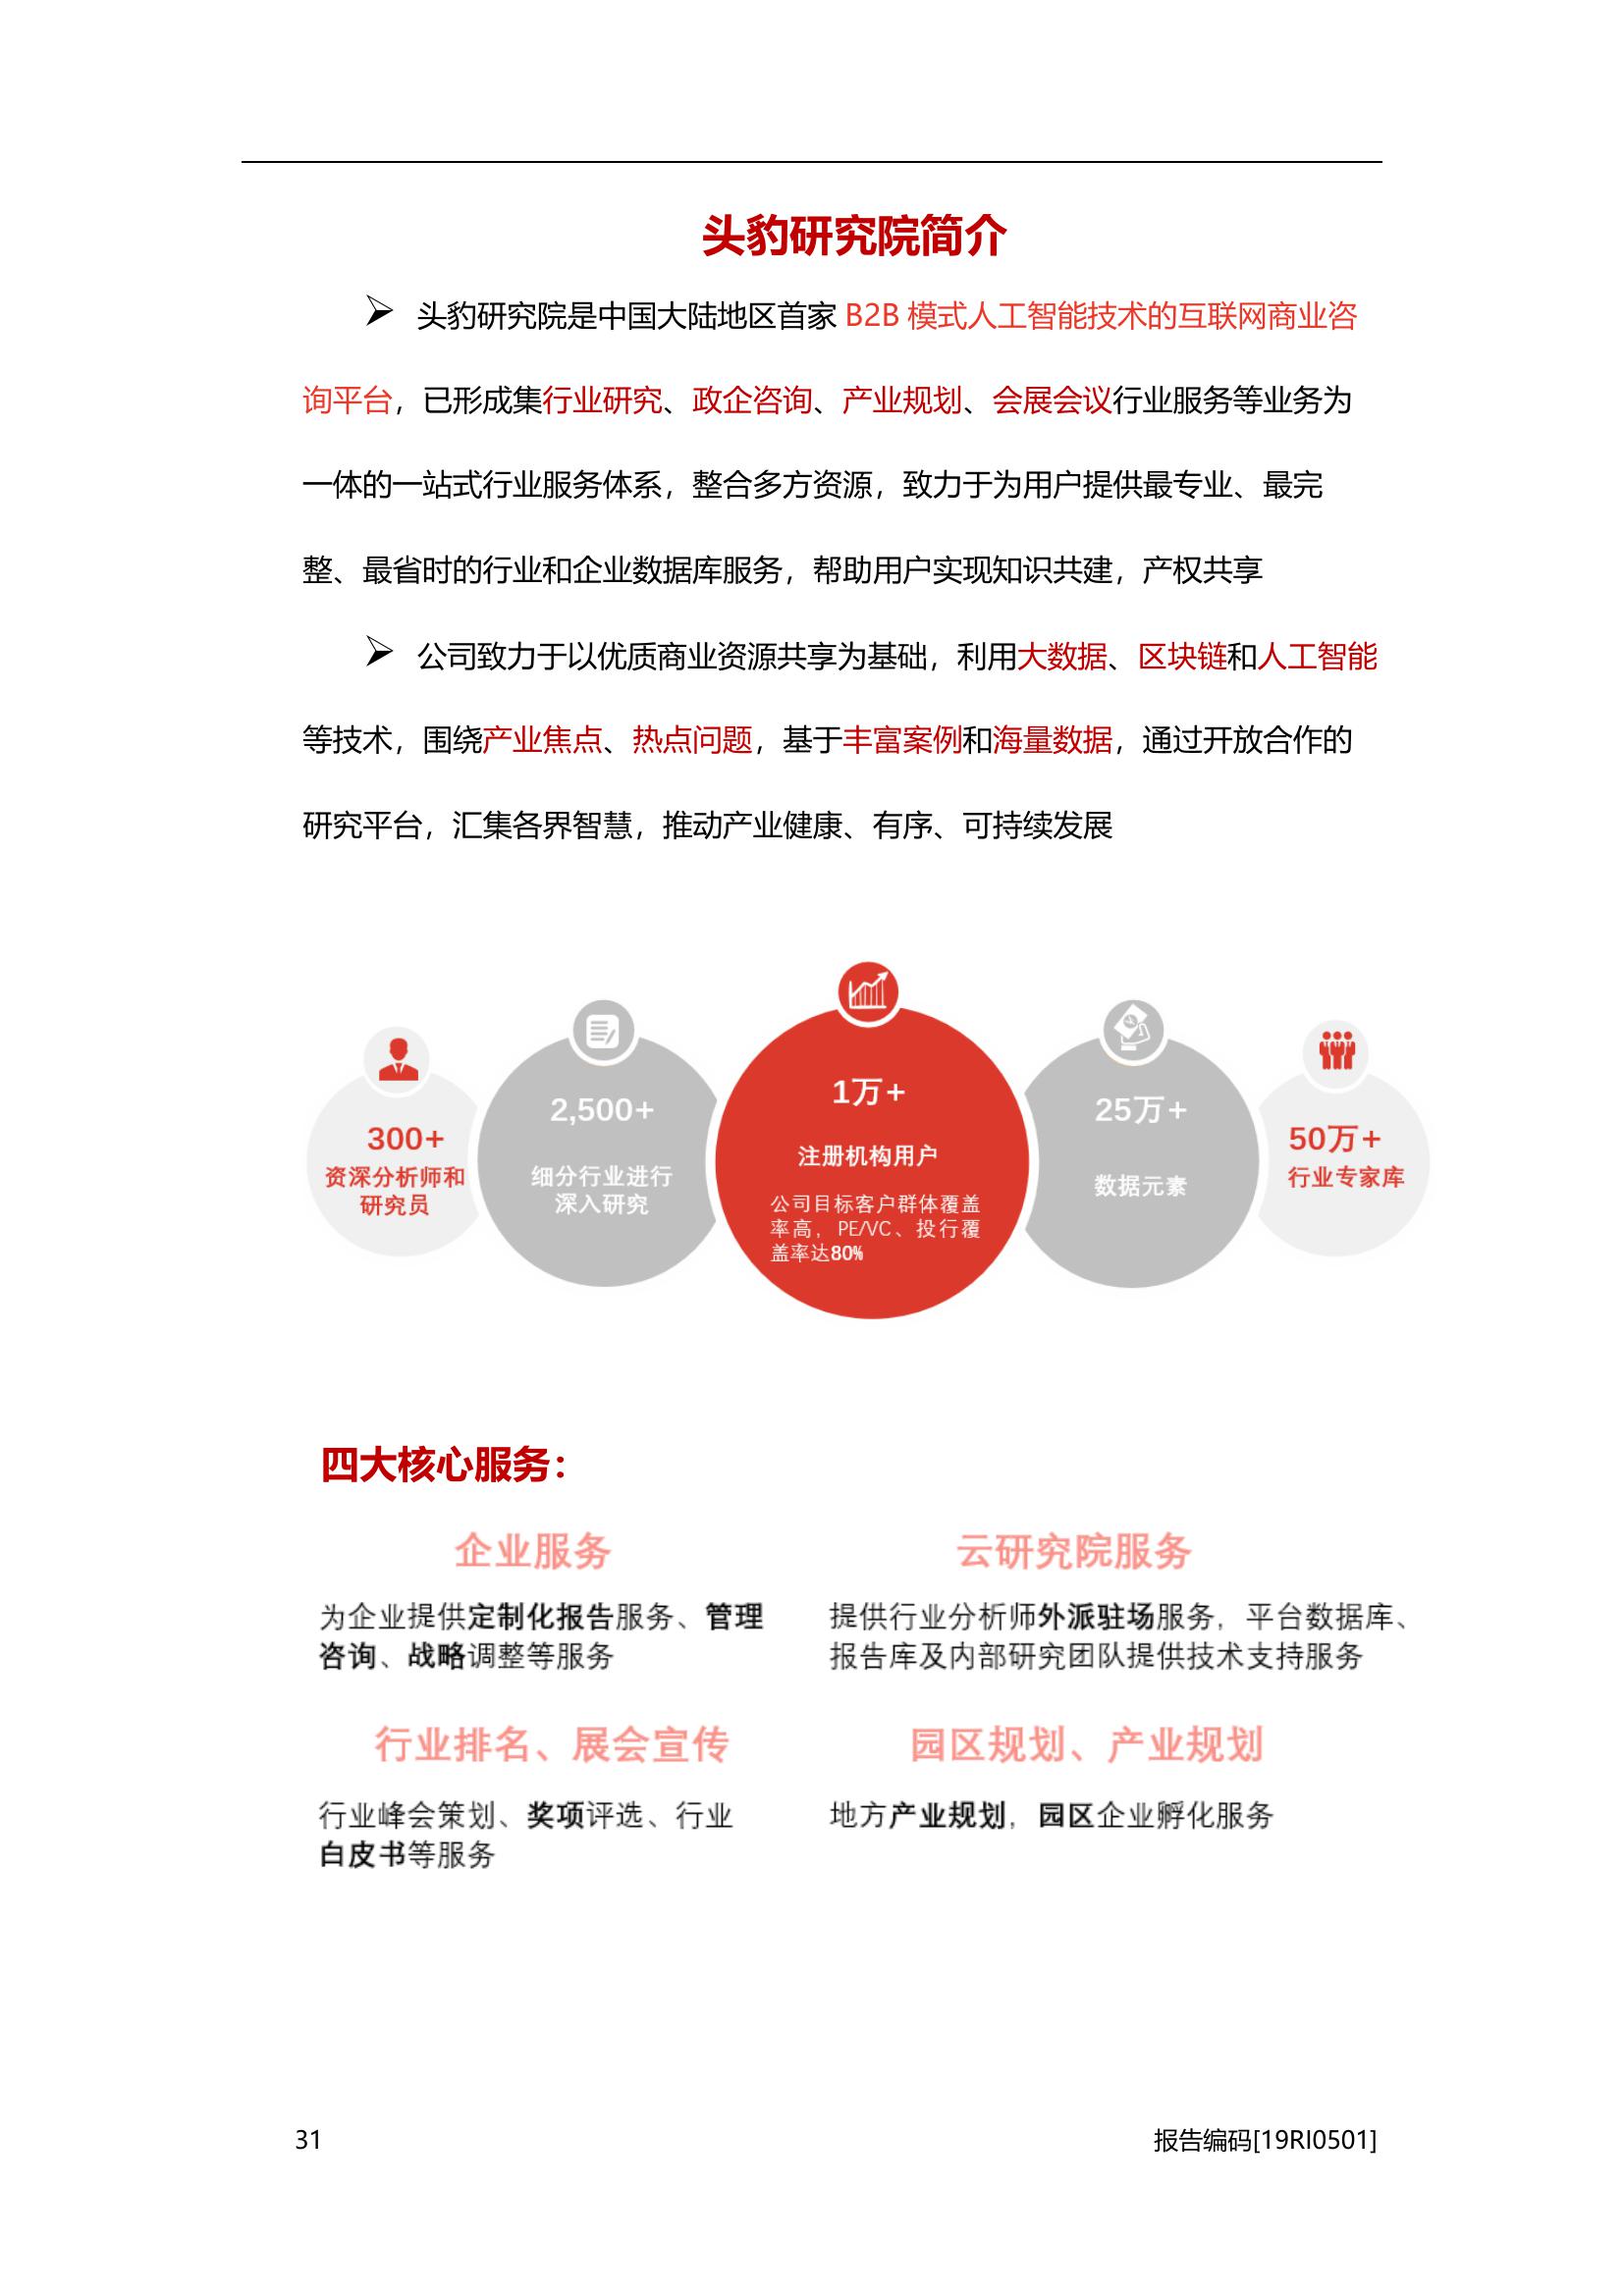 头豹研究院简介
➢ 头豹研究院是中国大陆地区首家 B2B 模式人工智能技术的互联网商业咨
询平台，已形成集行业研究、政企咨询、产业规划、会展会议行业服务等业务为
一体的一站式行业服务体系，整合多方资源，致力于为用户提供最专业、最完
整、最省时的行业和企业数据库服务，帮助用户实现知识共建，产权共享
➢ 公司致力于以优质商业资源共享为基础，利用大数据、区块链和人工智能
等技术，围绕产业焦点、热点问题，基于丰富案例和海量数据，通过开放合作的
研究平台，汇集各界智慧，推动产业健康、有序、可持续发展
300+
资深分析师和
研究员
2,500+
细分行业进行
深入研究
1万+
注册机构用户
公司目标客户群体覆盖
率高，PE/VC、投行覆
盖率达80%
25万+
数据元素
50万+
行业专家库
四大核心服务：
企业服务
为企业提供定制化报告服务、管理
咨询、战略调整等服务
云研究院服务
提供行业分析师外派驻场服务，平台数据库、
报告库及内部研究团队提供技术支持服务
行业排名、展会宣传
行业峰会策划、奖项评选、行业
白皮书等服务
园区规划、产业规划
地方产业规划，园区企业孵化服务
31
报告编码[19RI0501]